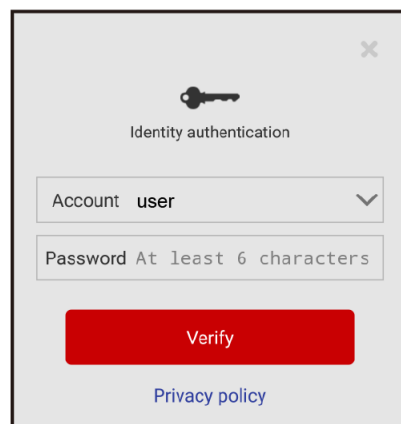 Identity authentication
Account user
Password At least 6 characters
Verify
Privacy policy